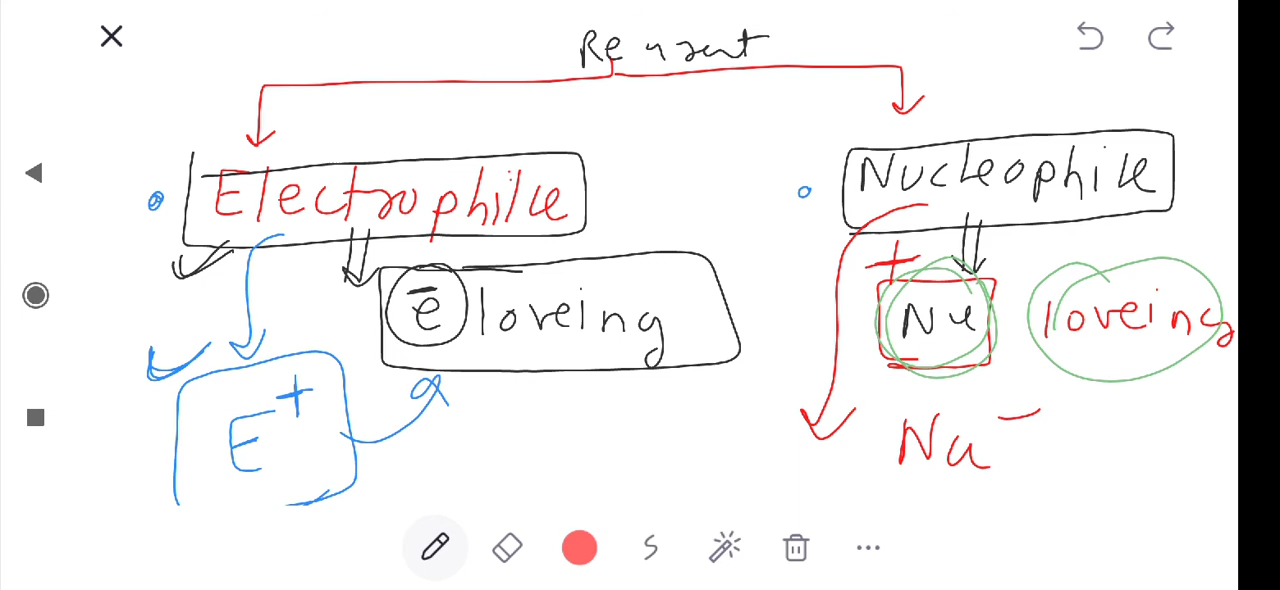 Reagent
Electrophile
Nucleophile
ē loveing
+
Nu loveing
E+
Nu−